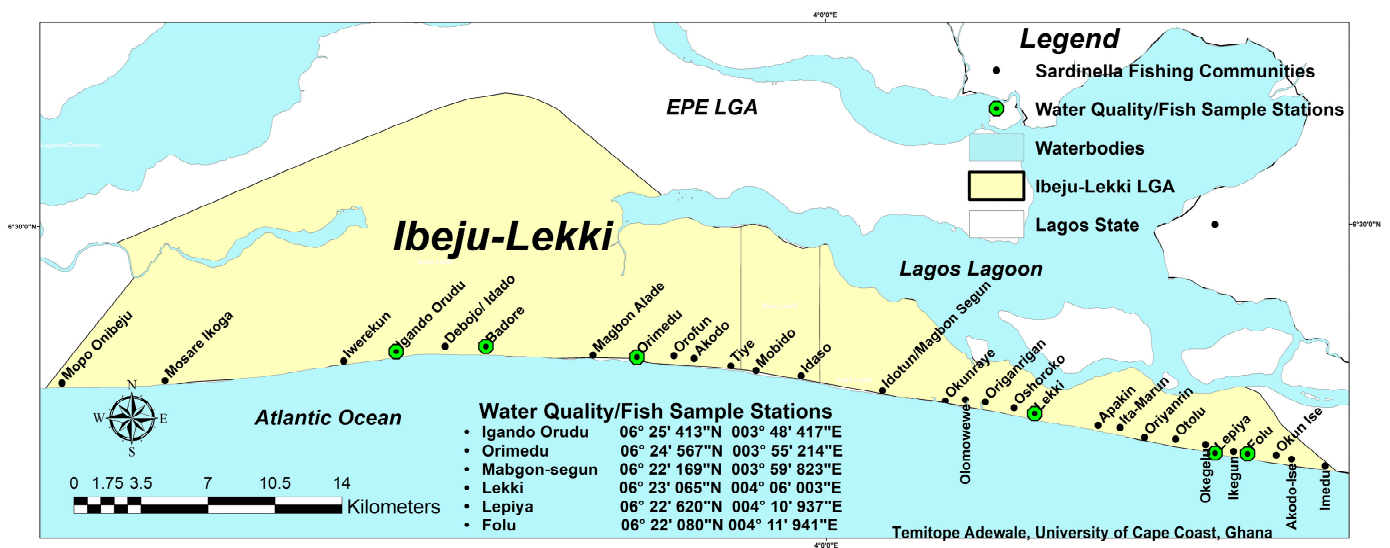 4°0'0"E
Legend
Sardinella Fishing Communities
Water Quality/Fish Sample Stations
Waterbodies
Ibeju-Lekki LGA
Lagos State
EPE LGA
6°30'0"N
6°30'0"N
Ibeju-Lekki
Lagos Lagoon
Mopo Onibeju
Mosare Ikoga
Iwerekun
Igando Orudu
Debojo/ Idado
Badore
Magbon Alade
Orimedu
Orofun
Akodo
Tiye
Mobido
Idaso
Idotun/Magbon Segun
Okunraye
Olomowewe
Origanrigan
Oshoroko
Lekki
Apakin
Ita-Marun
Oriyanrin
Otolu
Okegelu
Lepiya
Ikegun
Folu
Okun Ise
Akodo-Ise
Imedu
N
W E
S
Atlantic Ocean
Water Quality/Fish Sample Stations
• Igando Orudu 06° 25' 413"N 003° 48' 417"E
• Orimedu 06° 24' 567"N 003° 55' 214"E
• Mabgon-segun 06° 22' 169"N 003° 59' 823"E
• Lekki 06° 23' 065"N 004° 06' 003"E
• Lepiya 06° 22' 620"N 004° 10' 937"E
• Folu 06° 22' 080"N 004° 11' 941"E
0 1.75 3.5 7 10.5 14
Kilometers
Temitope Adewale, University of Cape Coast, Ghana
4°0'0"E